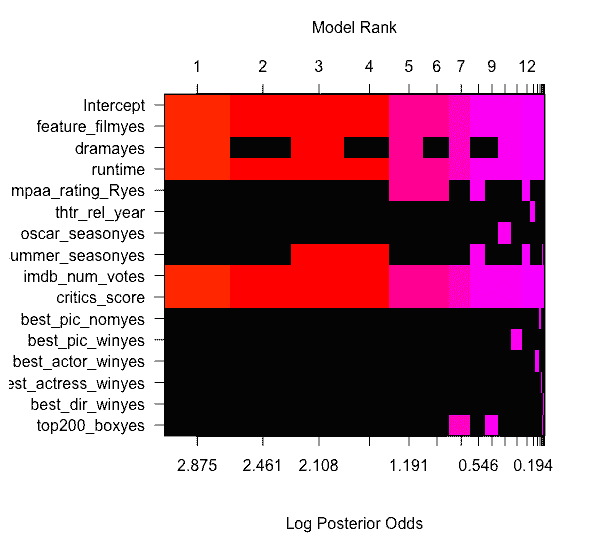 Model Rank
1 2 3 4 5 6 7 9 12
Intercept
feature_filmyes
dramayes
runtime
mpaa_rating_Ryes
thtr_rel_year
oscar_seasonyes
ummer_seasonyes
imdb_num_votes
critics_score
best_pic_nomyes
best_pic_winyes
best_actor_winyes
est_actress_winyes
best_dir_winyes
top200_boxyes
2.875 2.461 2.108 1.191 0.546 0.194
Log Posterior Odds